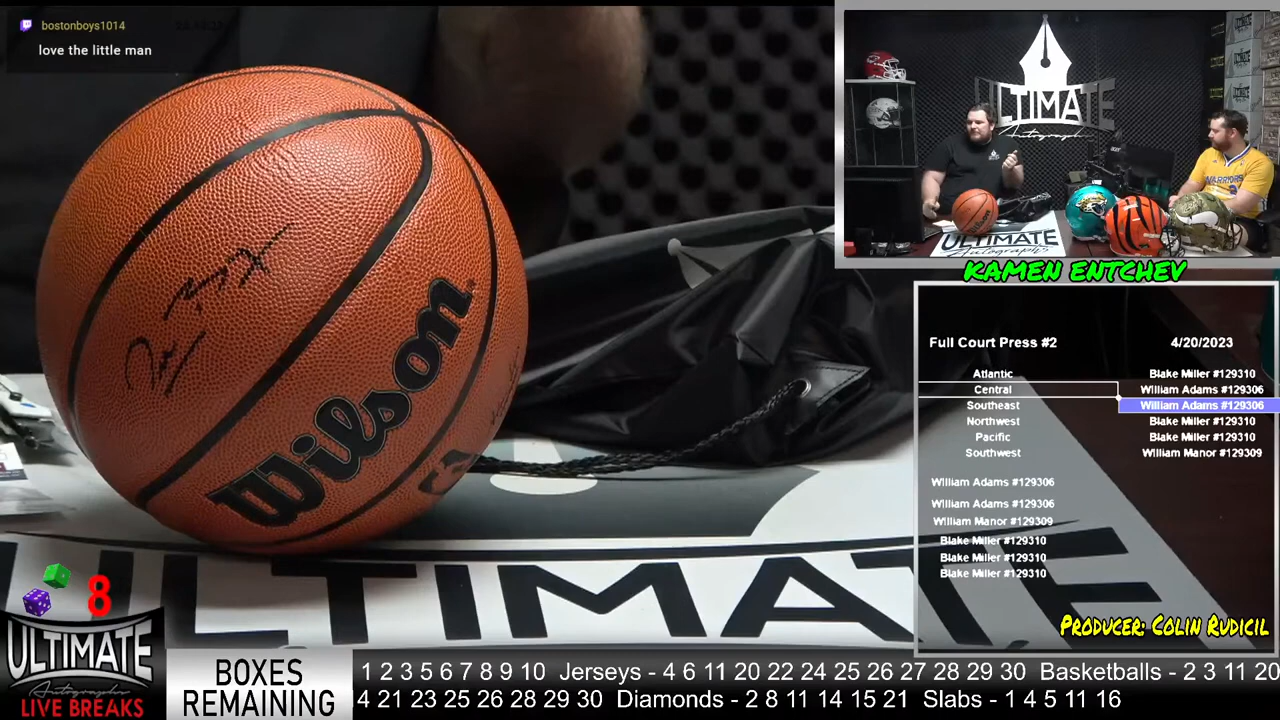 bostonboys1014
love the little man
ULTIMATE
Autographs
WARRIORS
ULTIMATE
Autographs
KAMEN ENTCHEV
Wilson
Full Court Press #2 4/20/2023
Atlantic Blake Miller #129310
Central William Adams #129306
Southeast William Adams #129306
Northwest Blake Miller #129310
Pacific Blake Miller #129310
Southwest William Manor #129309
William Adams #129306
William Adams #129306
William Manor #129309
Blake Miller #129310
Blake Miller #129310
Blake Miller #129310
ULTIMATE
PRODUCER: COLIN RUDICIL
8
ULTIMATE
Autographs
LIVE BREAKS
BOXES
REMAINING
1 2 3 5 6 7 8 9 10 Jerseys - 4 6 11 20 22 24 25 26 27 28 29 30 Basketballs - 2 3 11 20
4 21 23 25 26 28 29 30 Diamonds - 2 8 11 14 15 21 Slabs - 1 4 5 11 16